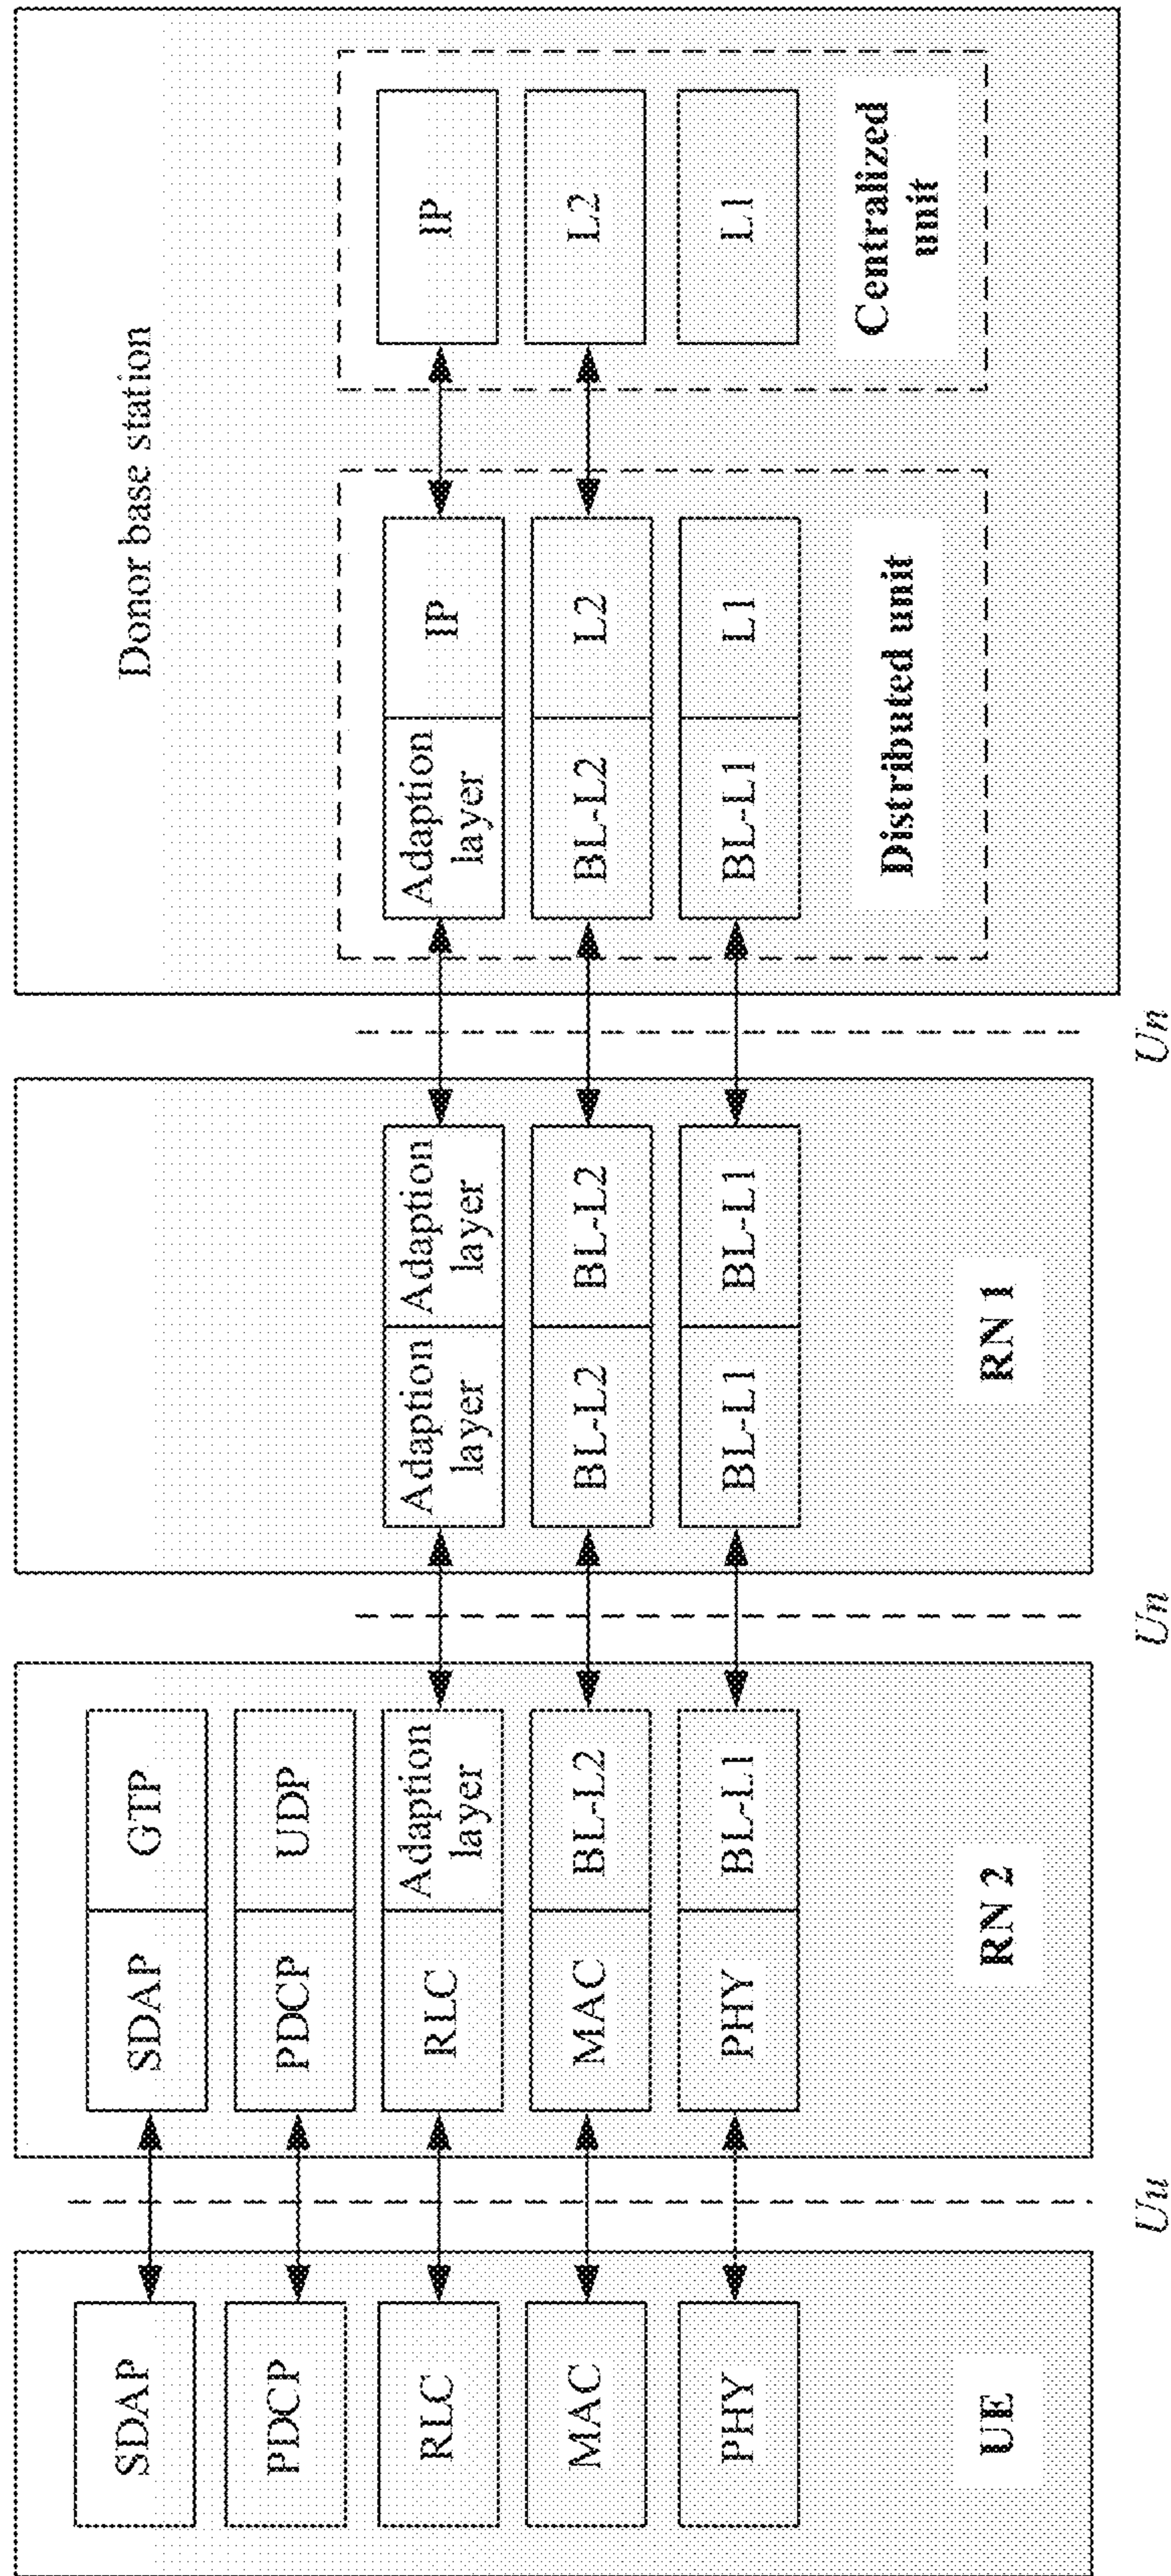 Donor base station
SDAP
PDCP
RLC
MAC
PHY
UE
Uu
SDAP
GTP
PDCP
UDP
RLC
Adaption
layer
MAC
BL-L2
PHY
BL-L1
RN 2
Un
Adaption
layer
Adaption
layer
BL-L2
BL-L2
BL-L1
BL-L1
RN 1
Un
Adaption
layer
IP
BL-L2
L2
BL-L1
L1
Distributed unit
IP
L2
L1
Centralized
unit